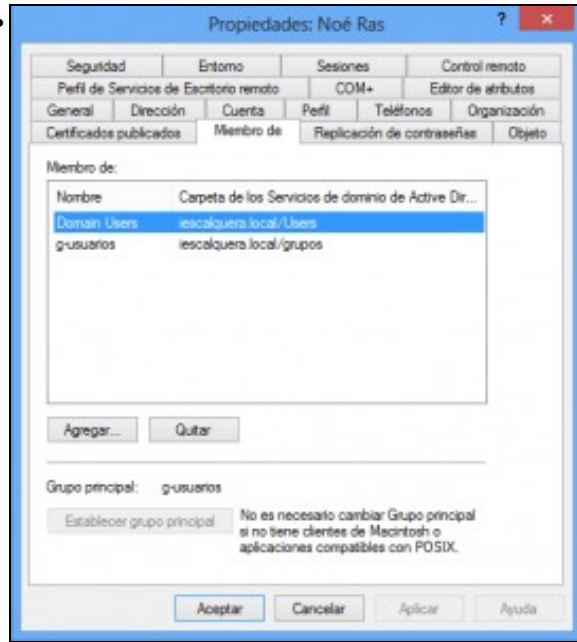 Propiedades: Noé Ras
?
Seguridad Entorno Sesiones Control remoto
Perfil de Servicios de Escritorio remoto COM+ Editor de atributos
General Dirección Cuenta Perfil Teléfonos Organización
Certificados publicados Miembro de Replicación de contraseñas Objeto
Miembro de:
Nombre Carpeta de los Servicios de dominio de Active Dir...
Domain Users iescalquera.local/Users
g-usuarios iescalquera.local/grupos
Agregar... Quitar
Grupo principal: g-usuarios
Establecer grupo principal
No es necesario cambiar Grupo principal
si no tiene clientes de Macintosh o
aplicaciones compatibles con POSIX.
Aceptar Cancelar Aplicar Ayuda